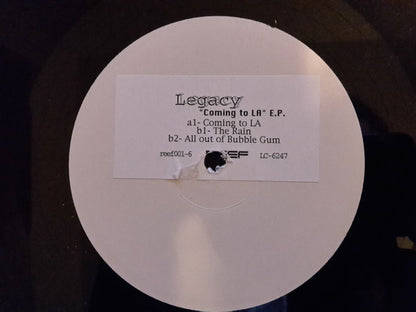 Legacy
"Coming to LA" E.P.
a1- Coming to LA
b1- The Rain
b2- All out of Bubble Gum
reef001-6 LC-6247